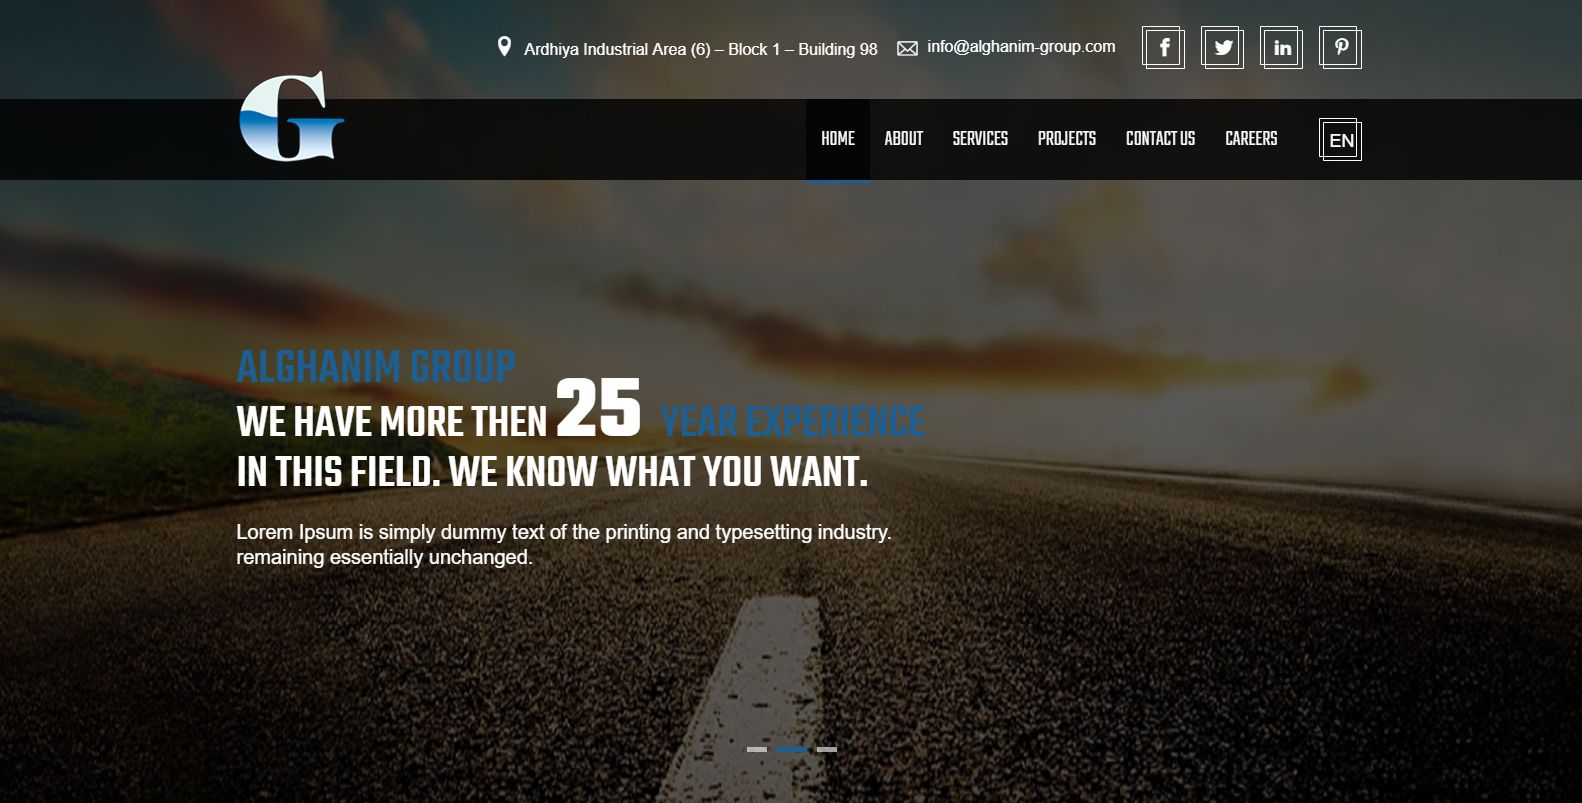 Ardhiya Industrial Area (6) – Block 1 – Building 98 info@alghanim-group.com
G
HOME ABOUT SERVICES PROJECTS CONTACT US CAREERS EN
ALGHANIM GROUP
WE HAVE MORE THEN 25 YEAR EXPERIENCE
IN THIS FIELD. WE KNOW WHAT YOU WANT.
Lorem Ipsum is simply dummy text of the printing and typesetting industry.
remaining essentially unchanged.